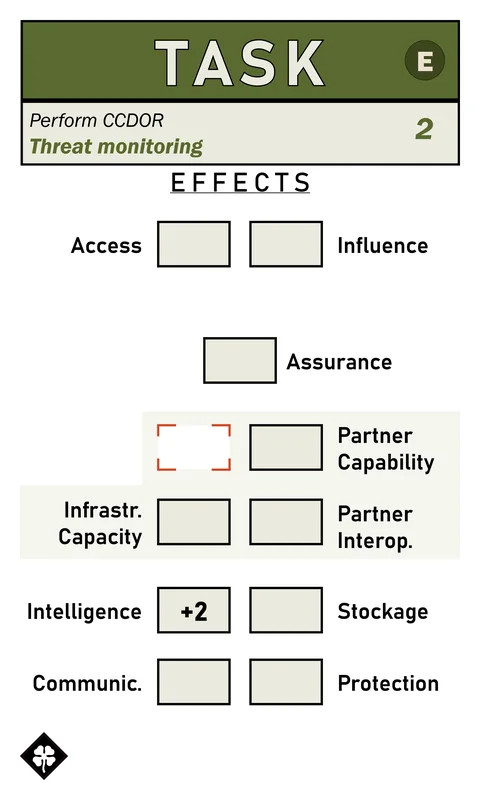 TASK
E
Perform CCDOR
2
Threat monitoring
EFFECTS
Access
Influence
Assurance
Partner
Capability
Infrastr.
Capacity
Partner
Interop.
Intelligence
+2
Stockage
Communic.
Protection